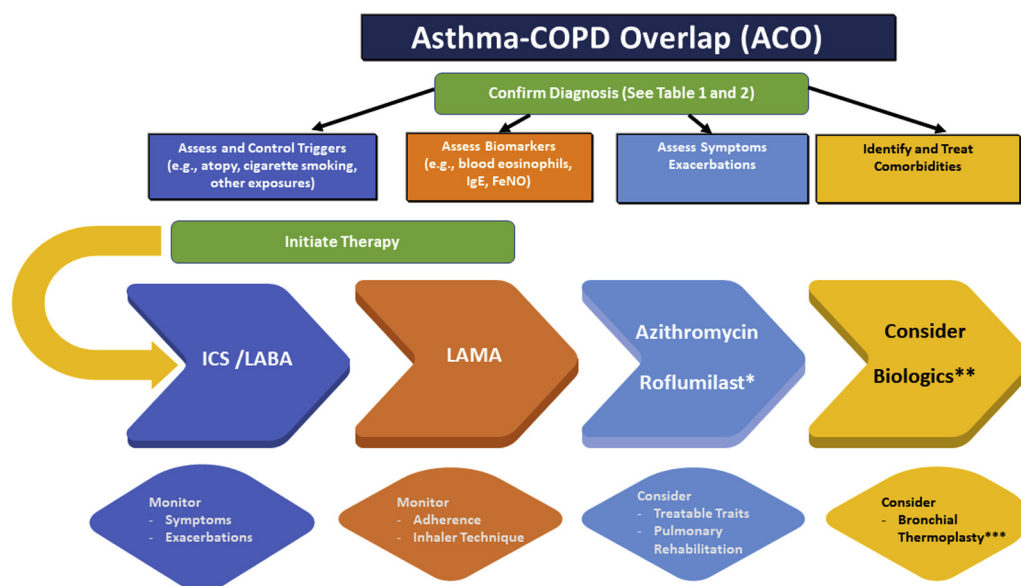 Asthma-COPD Overlap (ACO)
Confirm Diagnosis (See Table 1 and 2)
Assess and Control Triggers
(e.g., atopy, cigarette smoking,
other exposures)
Assess Biomarkers
(e.g., blood eosinophils,
IgE, FeNO)
Assess Symptoms
Exacerbations
Identify and Treat
Comorbidities
Initiate Therapy
ICS /LABA
LAMA
Azithromycin
Roflumilast*
Consider
Biologics**
Monitor
- Symptoms
- Exacerbations
Monitor
- Adherence
- Inhaler Technique
Consider
- Treatable Traits
- Pulmonary
Rehabilitation
Consider
- Bronchial
Thermoplasty***